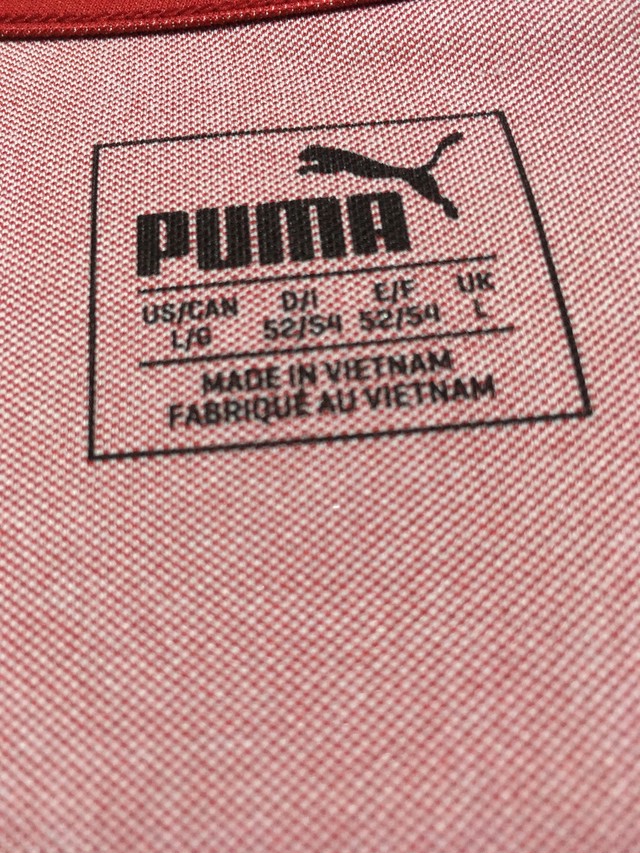 PUMA
US/CAN D/I E/F UK
L/G 52/54 52/54 L
MADE IN VIETNAM
FABRIQUÉ AU VIETNAM